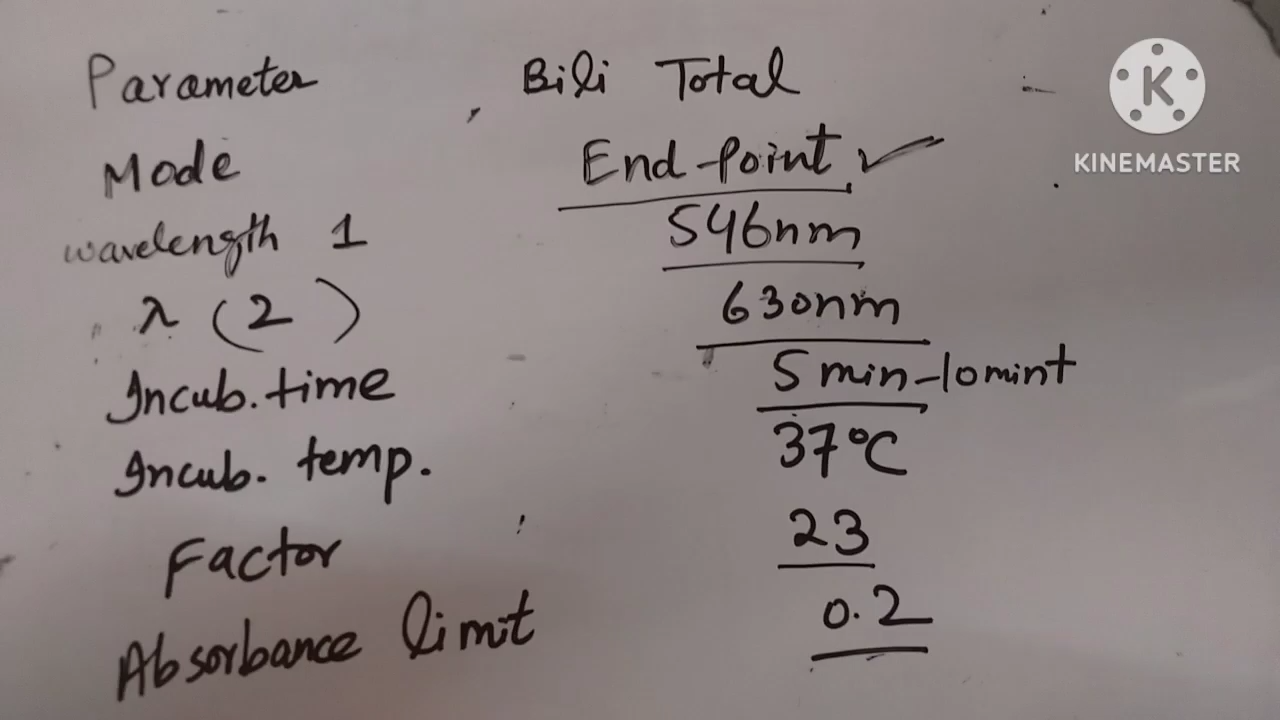 Parameter Bili Total
Mode End-point ✓
wavelength 1 546nm
λ (2) 630nm
Incub. time 5 min-10mint
Incub. temp. 37°C
Factor 23
Absorbance limit 0.2
K
KINEMASTER